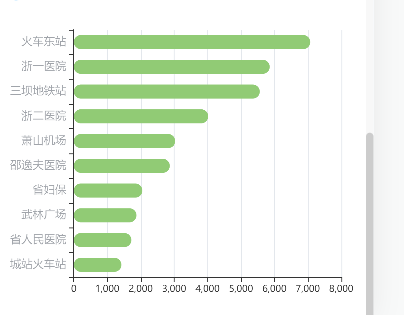 火车东站
浙一医院
三坝地铁站
浙二医院
萧山机场
邵逸夫医院
省妇保
武林广场
省人民医院
城站火车站
0 1,000 2,000 3,000 4,000 5,000 6,000 7,000 8,000